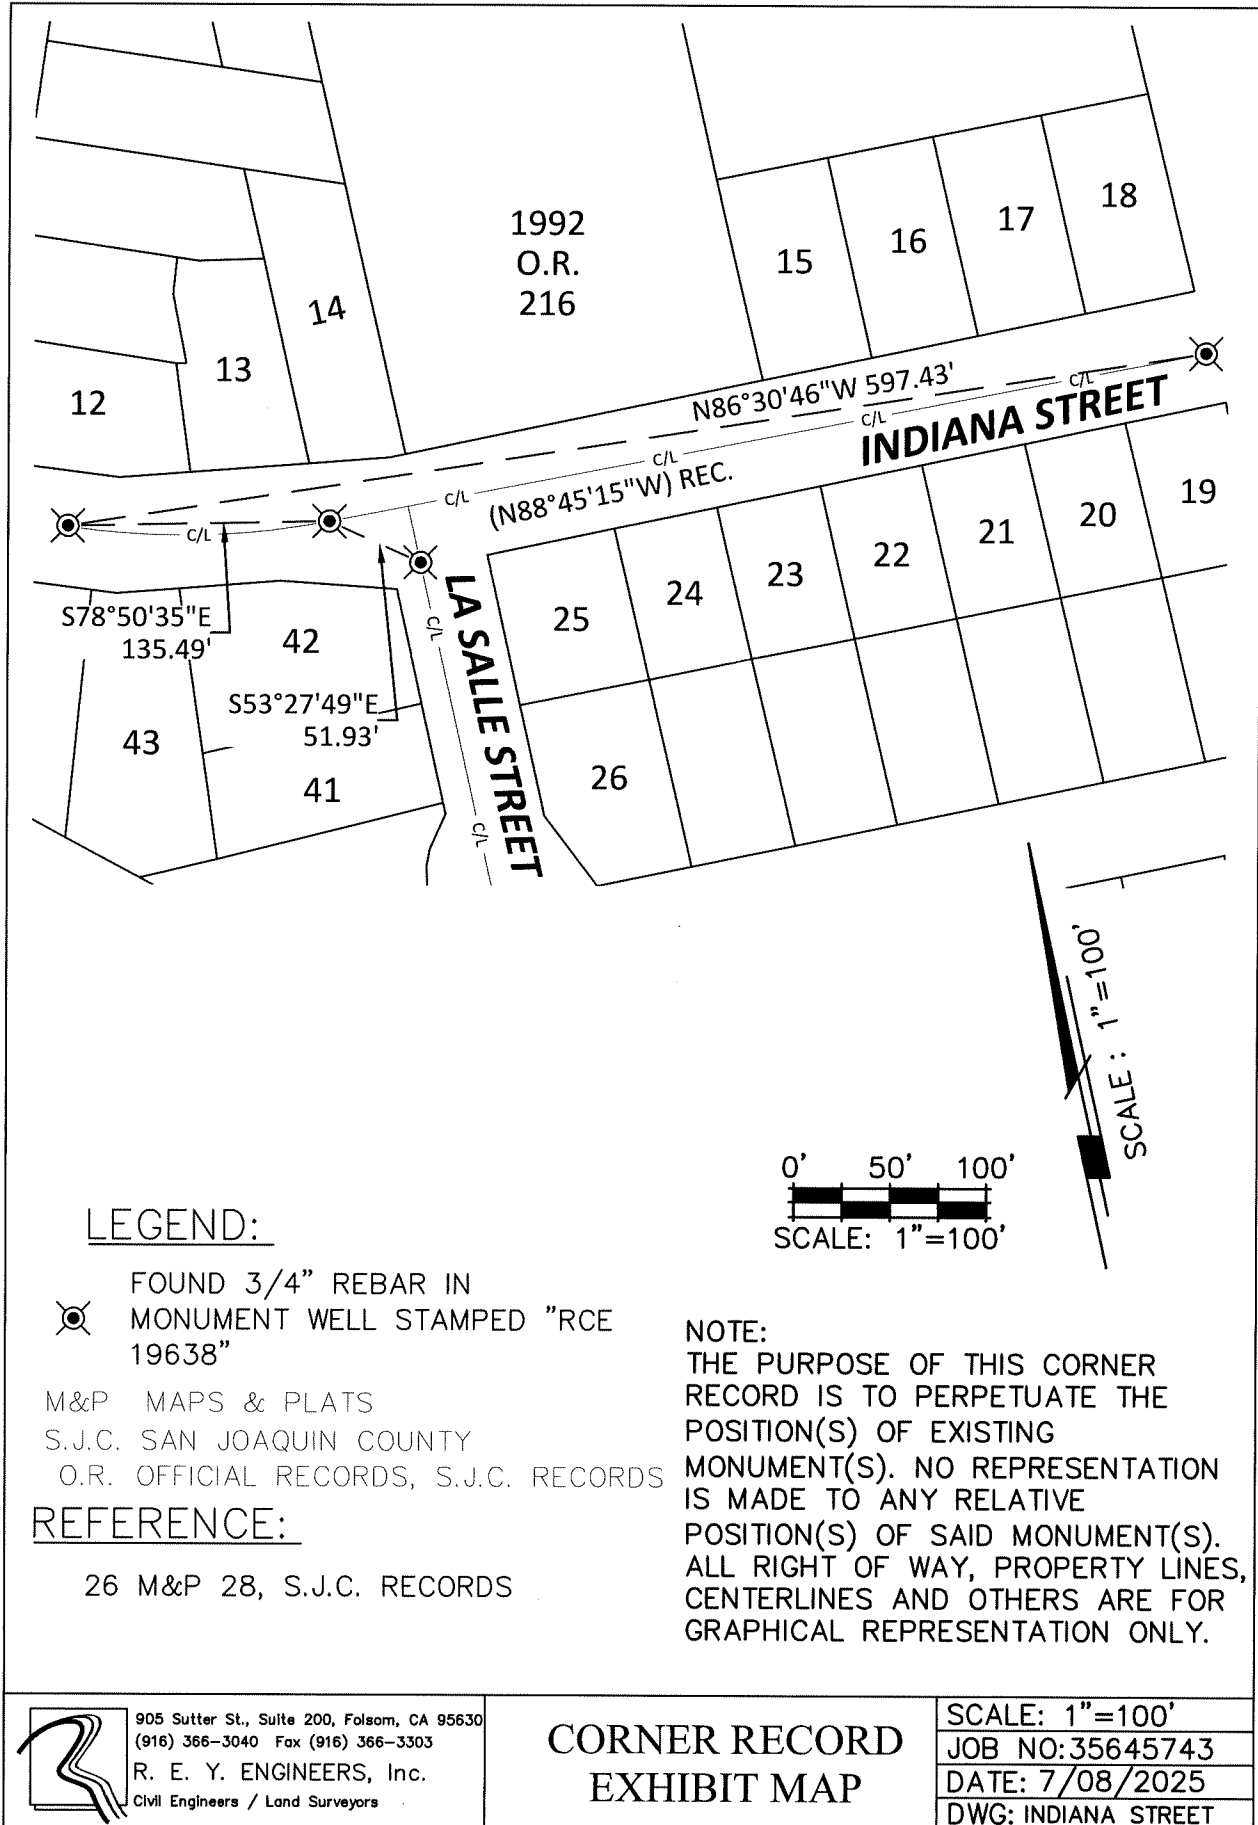 1992
O.R.
216
18
17
16
15
14
13
12
N86°30'46"W 597.43'
C/L
C/L
C/L
C/L
C/L
INDIANA STREET
(N88°45'15"W) REC.
19
20
21
22
23
24
25
26
S78°50'35"E
135.49'
42
S53°27'49"E
51.93'
43
41
C/L
C/L
LA SALLE STREET
SCALE : 1"=100'
0' 50' 100'
SCALE: 1"=100'
LEGEND:
FOUND 3/4" REBAR IN
MONUMENT WELL STAMPED "RCE
19638"
M&P MAPS & PLATS
S.J.C. SAN JOAQUIN COUNTY
O.R. OFFICIAL RECORDS, S.J.C. RECORDS
REFERENCE:
26 M&P 28, S.J.C. RECORDS
NOTE:
THE PURPOSE OF THIS CORNER
RECORD IS TO PERPETUATE THE
POSITION(S) OF EXISTING
MONUMENT(S). NO REPRESENTATION
IS MADE TO ANY RELATIVE
POSITION(S) OF SAID MONUMENT(S).
ALL RIGHT OF WAY, PROPERTY LINES,
CENTERLINES AND OTHERS ARE FOR
GRAPHICAL REPRESENTATION ONLY.
905 Sutter St., Suite 200, Folsom, CA 95630
(916) 366-3040 Fax (916) 366-3303
R. E. Y. ENGINEERS, Inc.
Civil Engineers / Land Surveyors
CORNER RECORD
EXHIBIT MAP
SCALE: 1"=100'
JOB NO:35645743
DATE: 7/08/2025
DWG: INDIANA STREET